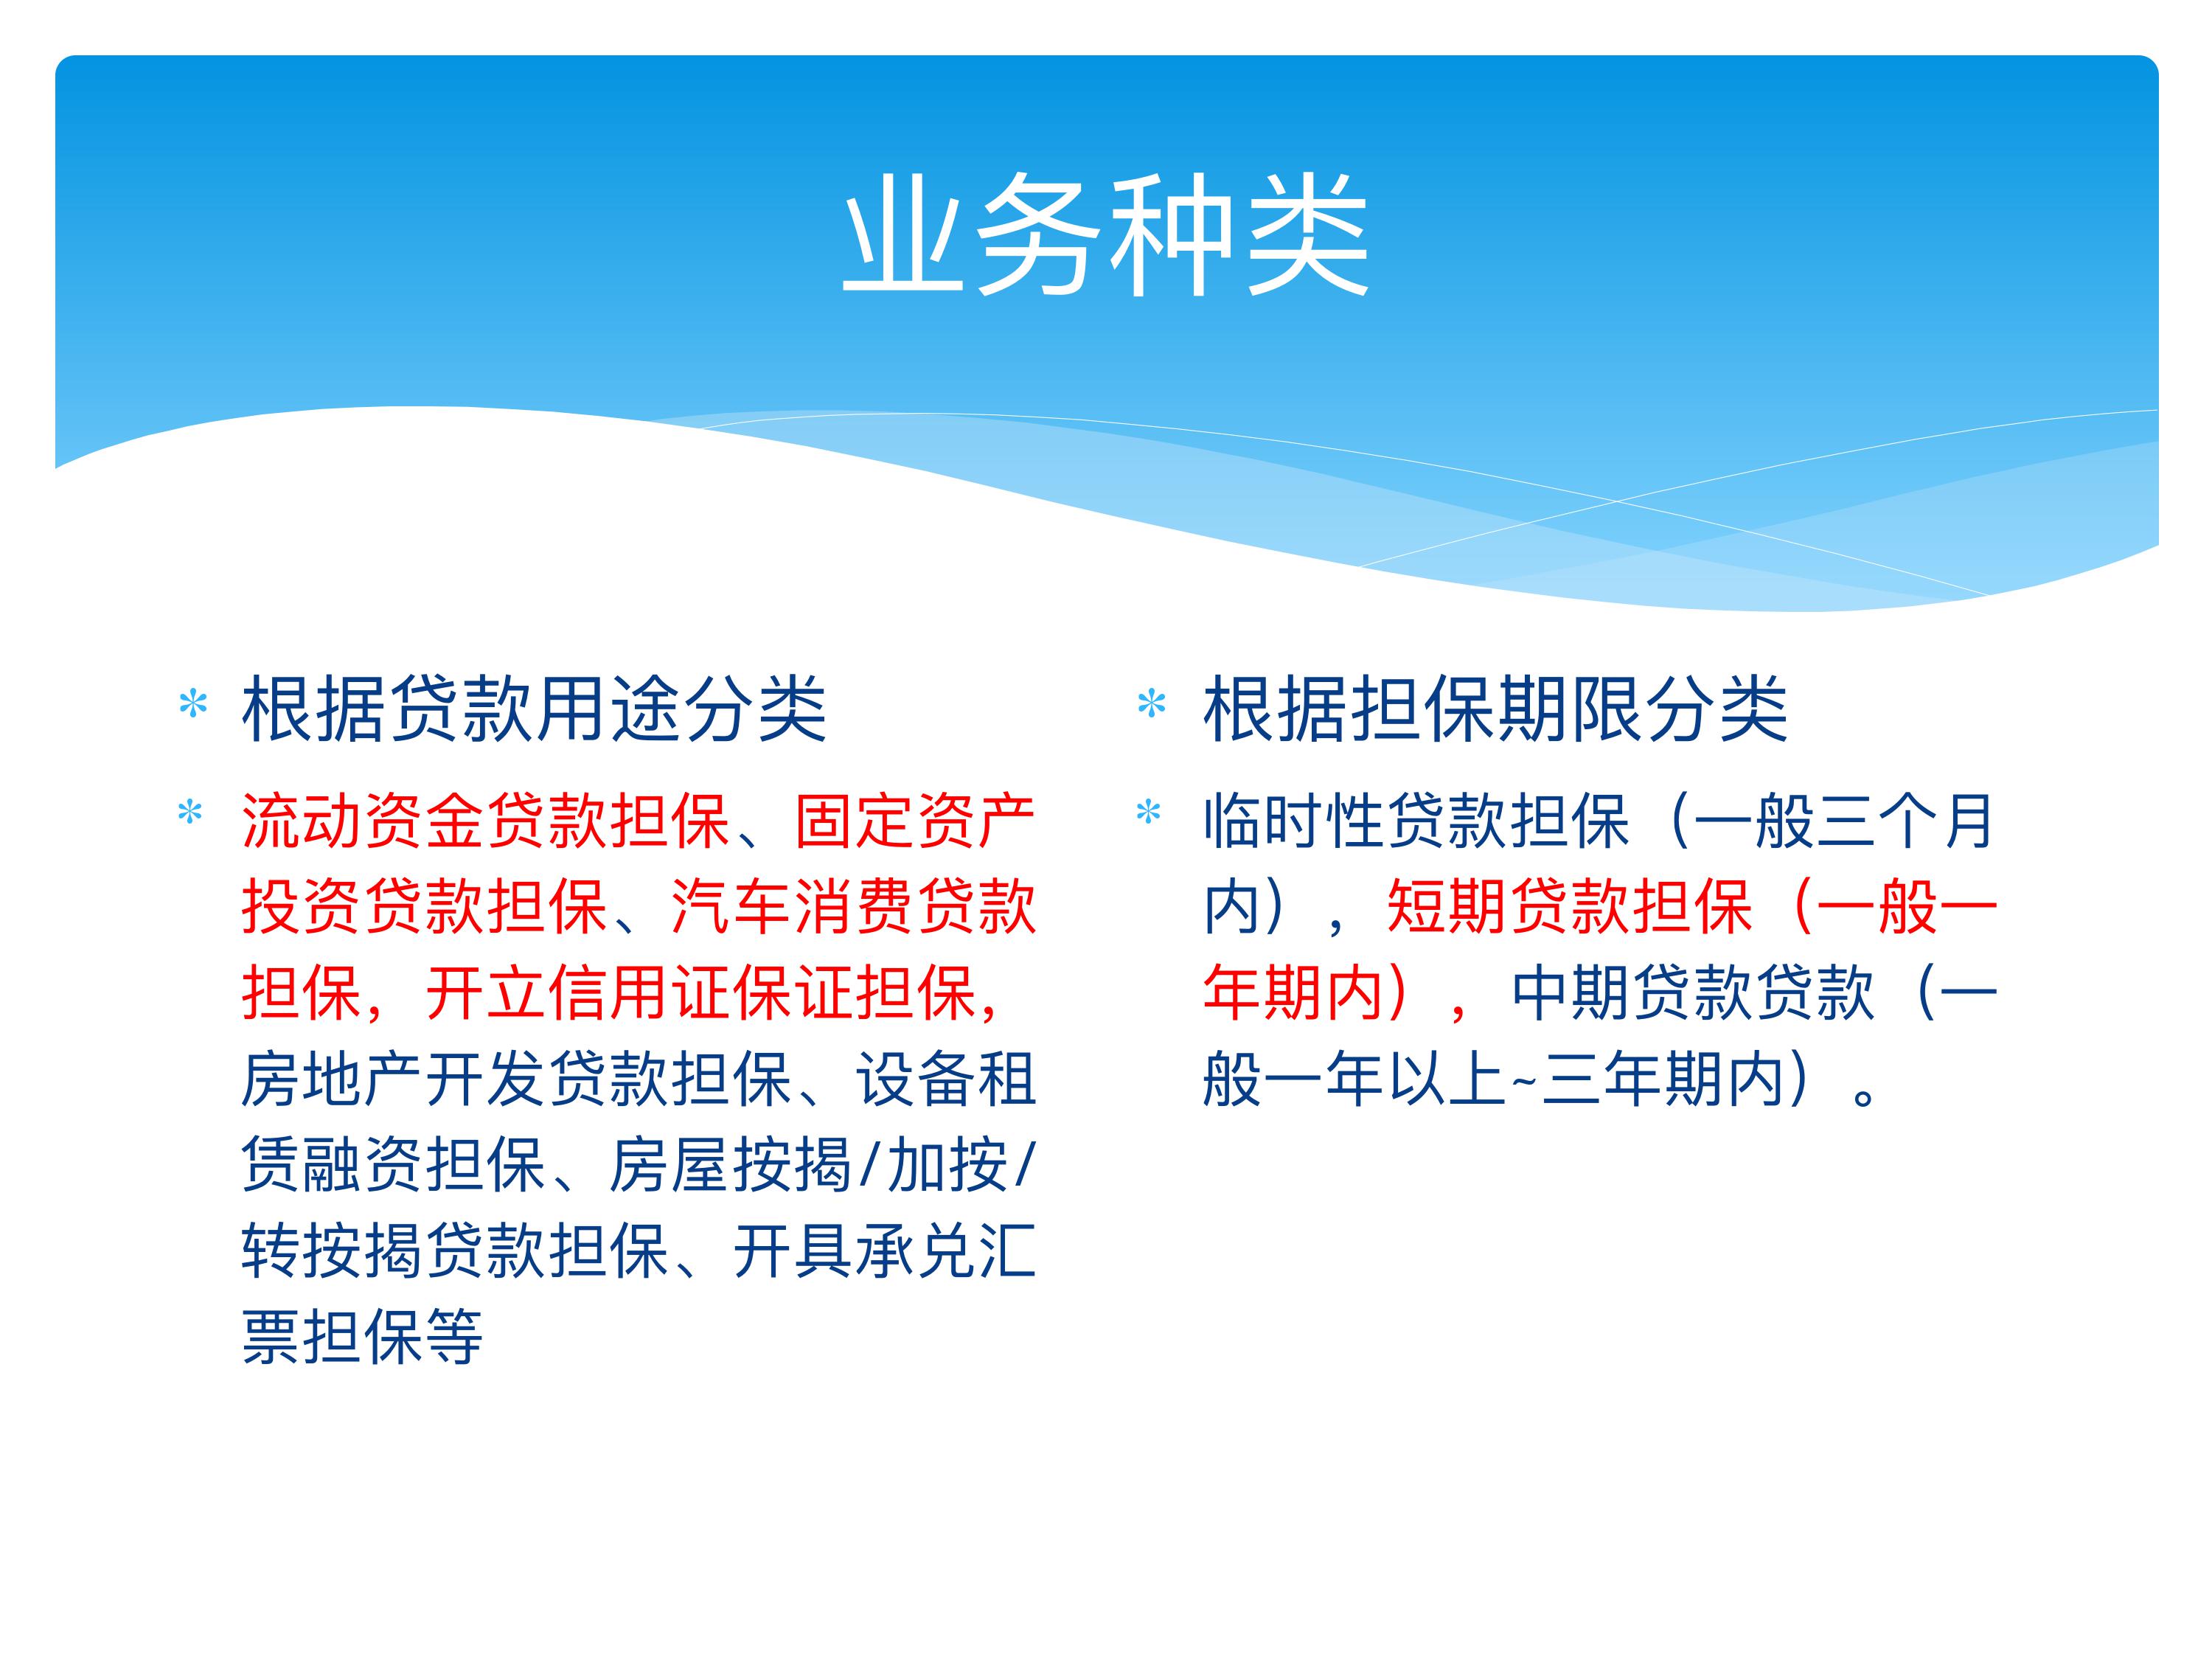 业务种类
* 根据贷款用途分类
* 流动资金贷款担保、固定资产
投资贷款担保、汽车消费贷款
担保，开立信用证保证担保，
房地产开发贷款担保、设备租
赁融资担保、房屋按揭/加按/
转按揭贷款担保、开具承兑汇
票担保等
* 根据担保期限分类
* 临时性贷款担保（一般三个月
内），短期贷款担保（一般一
年期内），中期贷款贷款（一
般一年以上~三年期内）。